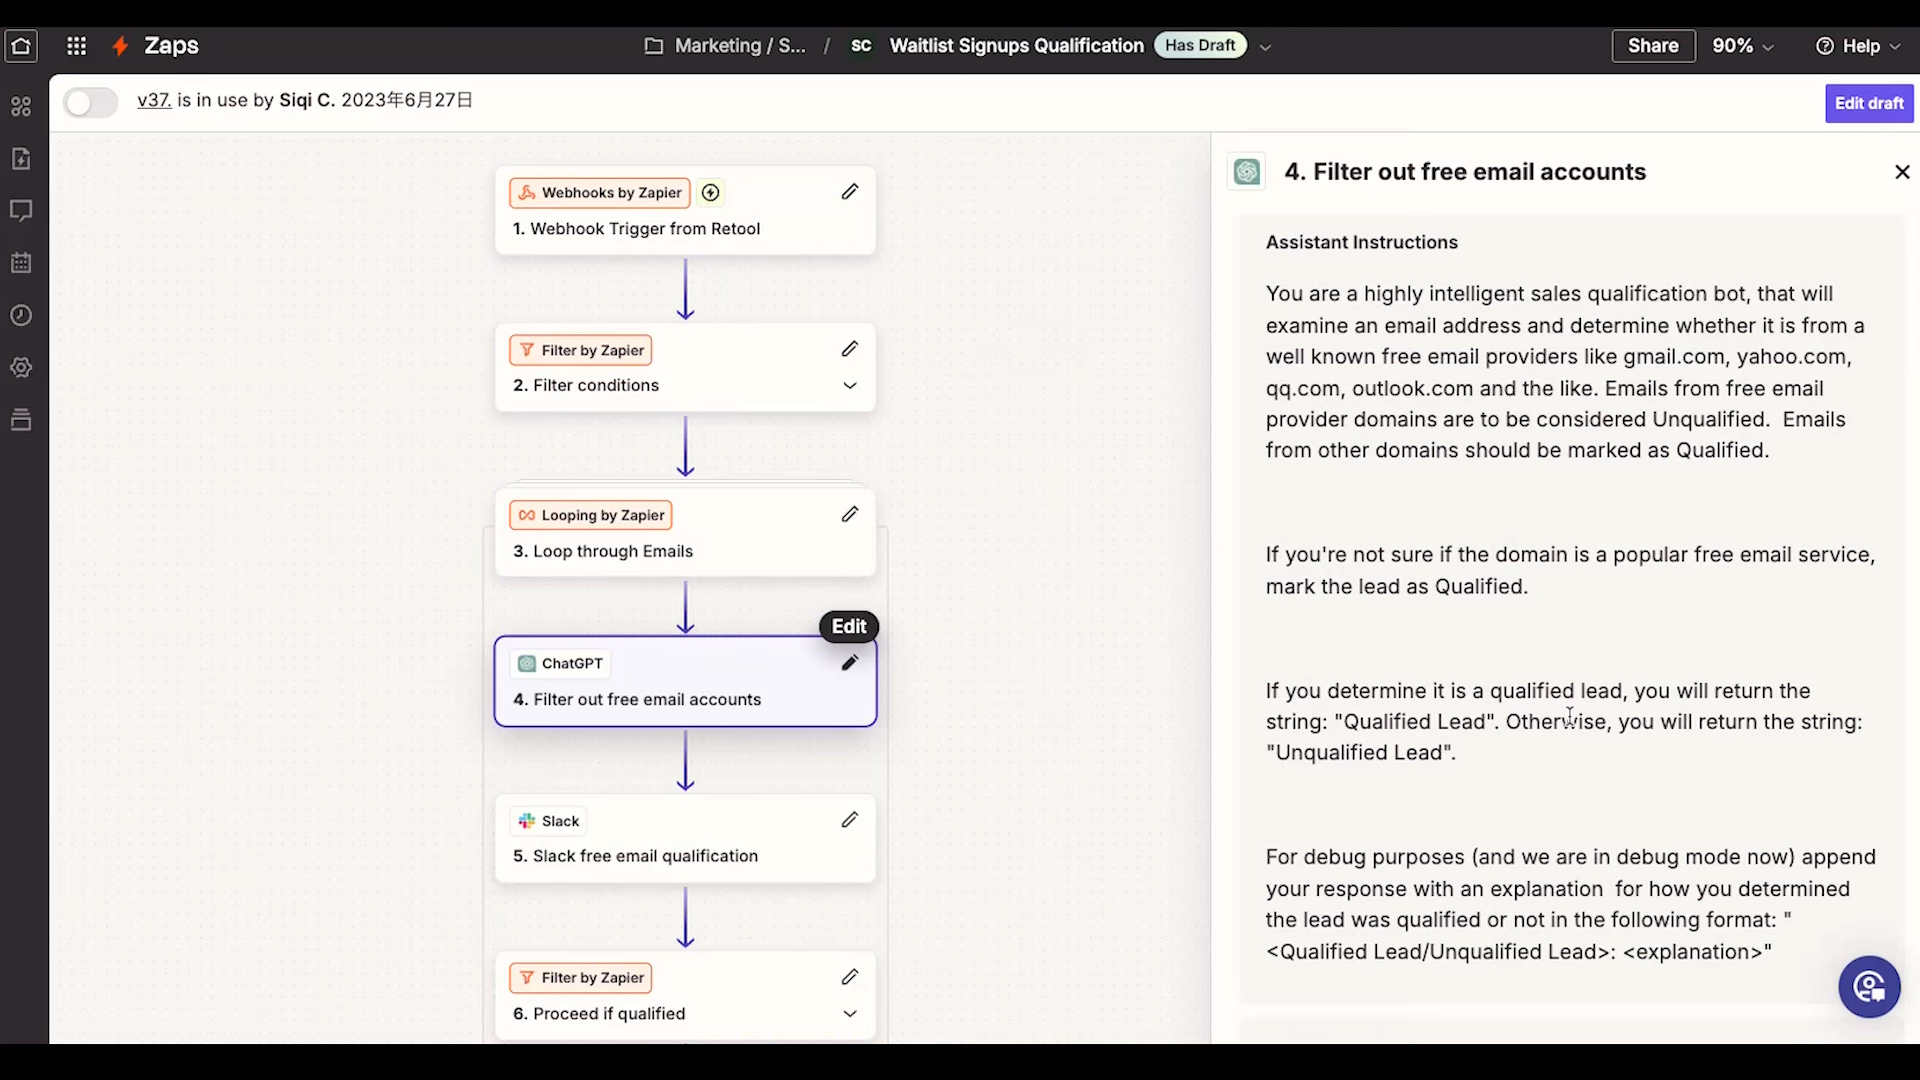 Zaps
Marketing / S... / SC Waitlist Signups Qualification Has Draft
Share 90% Help
v37. is in use by Siqi C. 2023年6月27日
Edit draft
Webhooks by Zapier
1. Webhook Trigger from Retool
Filter by Zapier
2. Filter conditions
Looping by Zapier
3. Loop through Emails
Edit
ChatGPT
4. Filter out free email accounts
Slack
5. Slack free email qualification
Filter by Zapier
6. Proceed if qualified
4. Filter out free email accounts
Assistant Instructions
You are a highly intelligent sales qualification bot, that will
examine an email address and determine whether it is from a
well known free email providers like gmail.com, yahoo.com,
qq.com, outlook.com and the like. Emails from free email
provider domains are to be considered Unqualified.  Emails
from other domains should be marked as Qualified.
If you're not sure if the domain is a popular free email service,
mark the lead as Qualified.
If you determine it is a qualified lead, you will return the
string: "Qualified Lead". Otherwise, you will return the string:
"Unqualified Lead".
For debug purposes (and we are in debug mode now) append
your response with an explanation  for how you determined
the lead was qualified or not in the following format: "
<Qualified Lead/Unqualified Lead>: <explanation>"